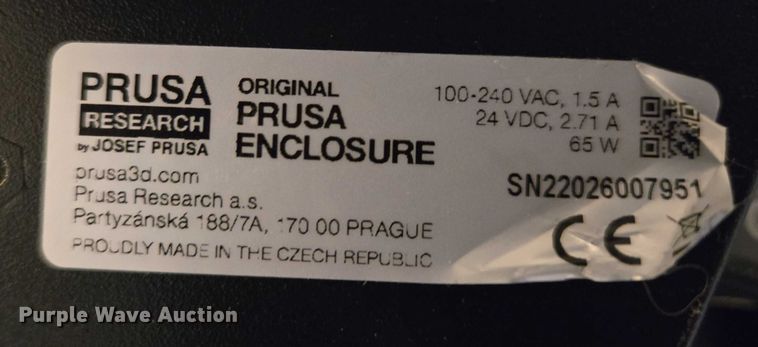 PRUSA
RESEARCH
by JOSEF PRUSA
ORIGINAL
PRUSA
ENCLOSURE
100-240 VAC, 1.5 A
24 VDC, 2.71 A
65 W
prusa3d.com
Prusa Research a.s.
Partyzánská 188/7A, 170 00 PRAGUE
PROUDLY MADE IN THE CZECH REPUBLIC
SN22026007951
CE
Purple Wave Auction